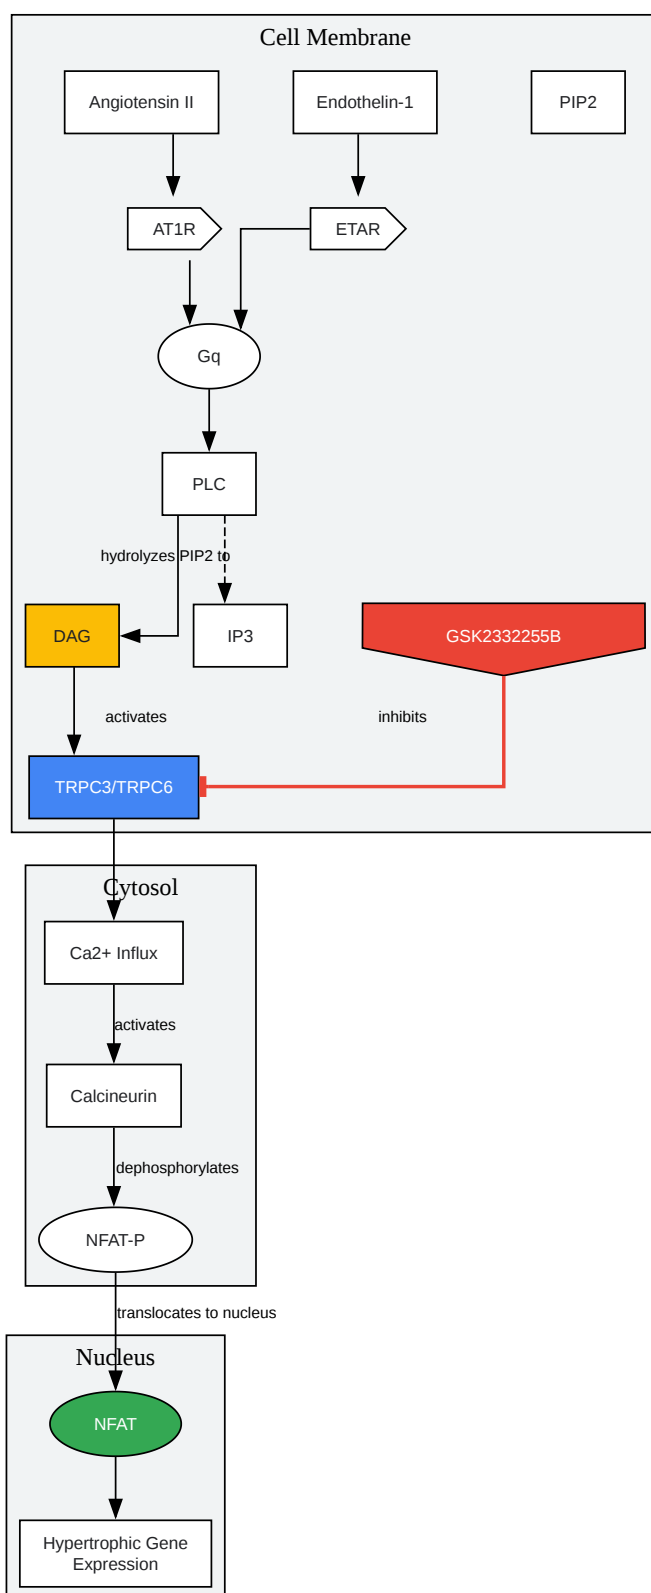 Cell Membrane
Angiotensin II
Endothelin-1
PIP2
AT1R
ETAR
Gq
PLC
hydrolyzes PIP2 to
DAG
IP3
GSK2332255B
activates
inhibits
TRPC3/TRPC6
Cytosol
Ca2+ Influx
activates
Calcineurin
dephosphorylates
NFAT-P
translocates to nucleus
Nucleus
NFAT
Hypertrophic Gene
Expression